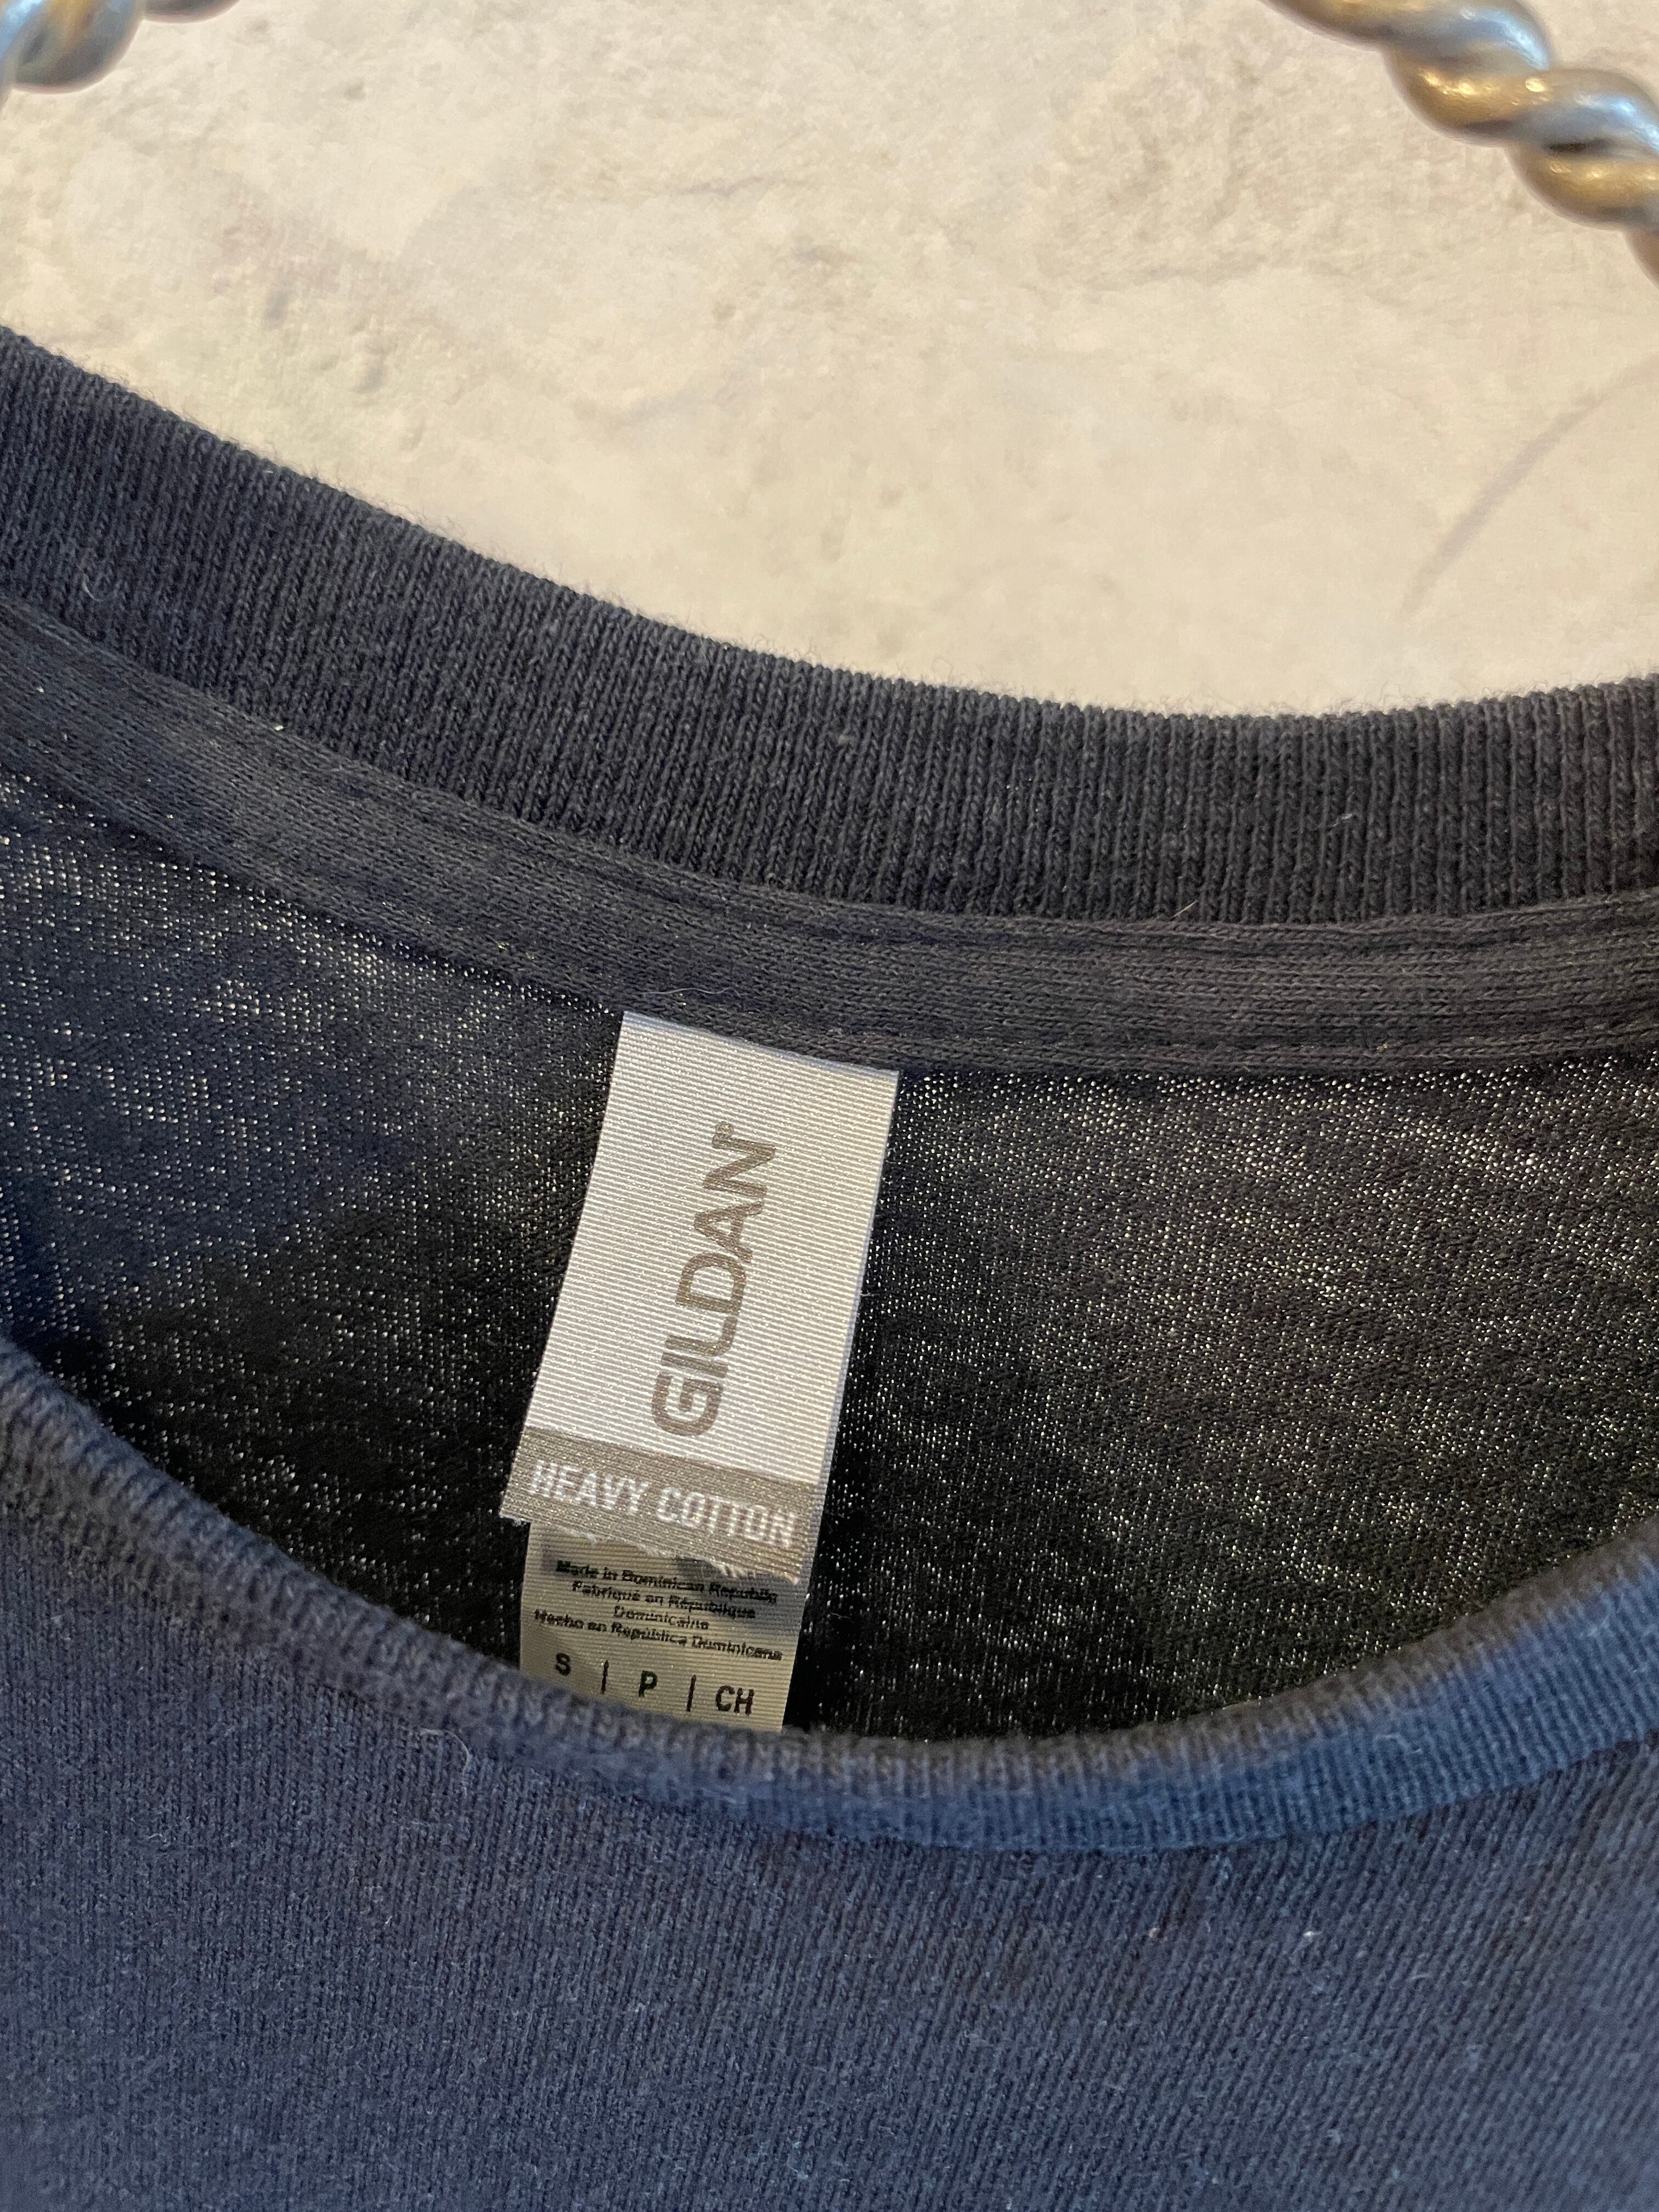 GILDAN®
HEAVY COTTON
Made in Dominican Republic
Fabriqué en République
Dominicaine
Hecho en República Dominicana
S | P | CH